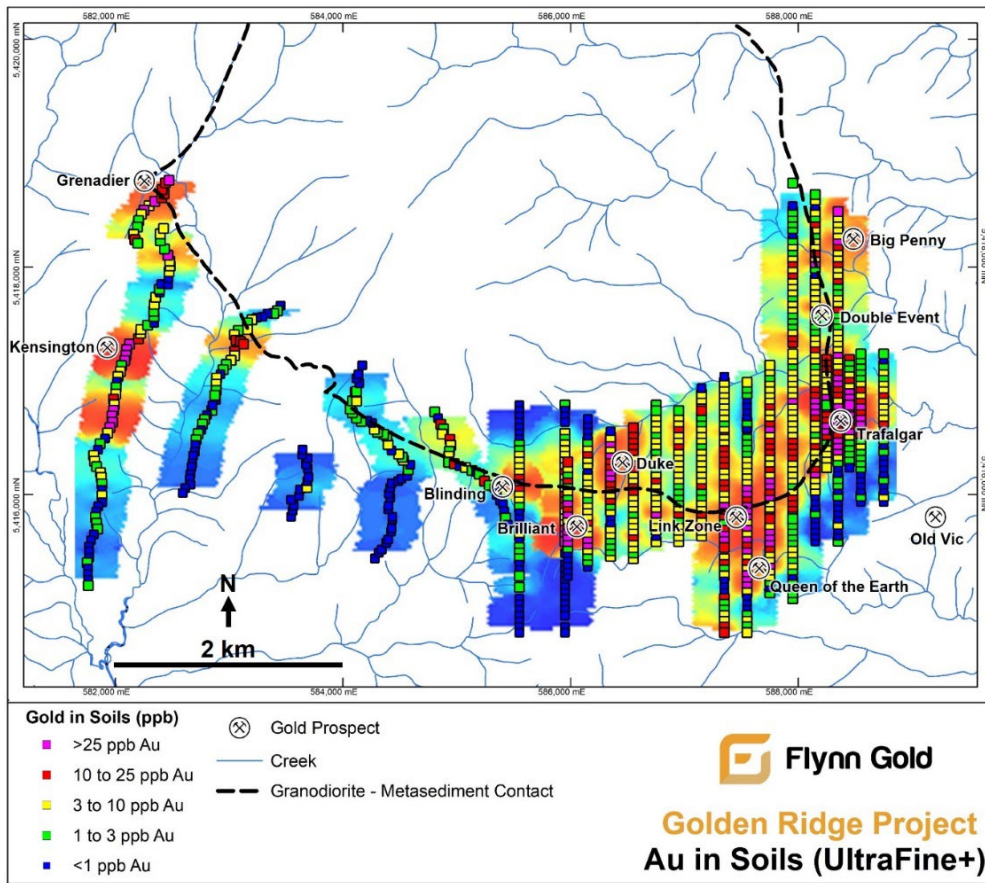 582,000 mE
584,000 mE
586,000 mE
588,000 mE
5,420,000 mN
Grenadier
Big Penny
5,418,000 mN
Double Event
Kensington
Trafalgar
Duke
Blinding
5,416,000 mN
Brilliant
Link Zone
Old Vic
Queen of the Earth
N
2 km
582,000 mE
584,000 mE
586,000 mE
588,000 mE
Gold in Soils (ppb)
>25 ppb Au
10 to 25 ppb Au
3 to 10 ppb Au
1 to 3 ppb Au
<1 ppb Au
Gold Prospect
Creek
Granodiorite - Metasediment Contact
Flynn Gold
Golden Ridge Project
Au in Soils (UltraFine+)